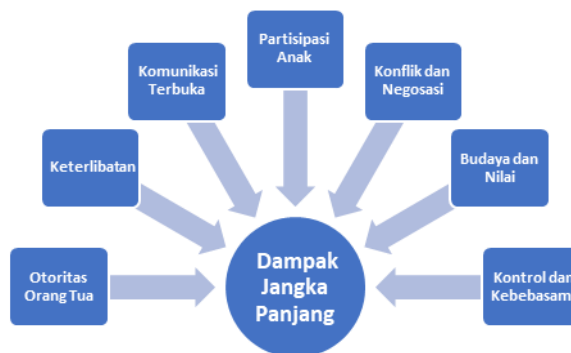 Partisipasi
Anak
Komunikasi
Terbuka
Konflik dan
Negosasi
Keterlibatan
Budaya dan
Nilai
Otoritas
Orang Tua
Dampak
Jangka
Panjang
Kontrol dan
Kebebasam